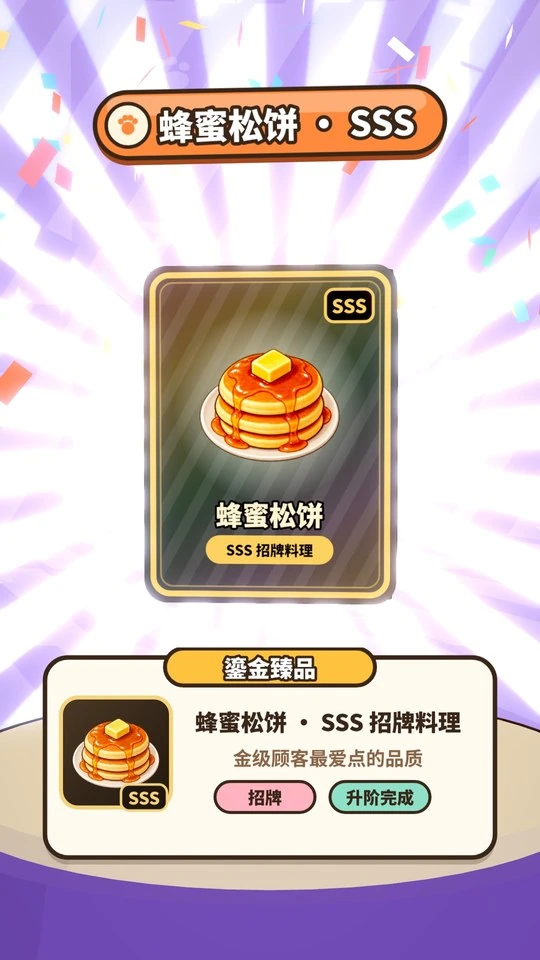 蜂蜜松饼 · SSS
SSS
蜂蜜松饼
SSS 招牌料理
鎏金臻品
蜂蜜松饼 · SSS 招牌料理
金级顾客最爱点的品质
SSS
招牌
升阶完成